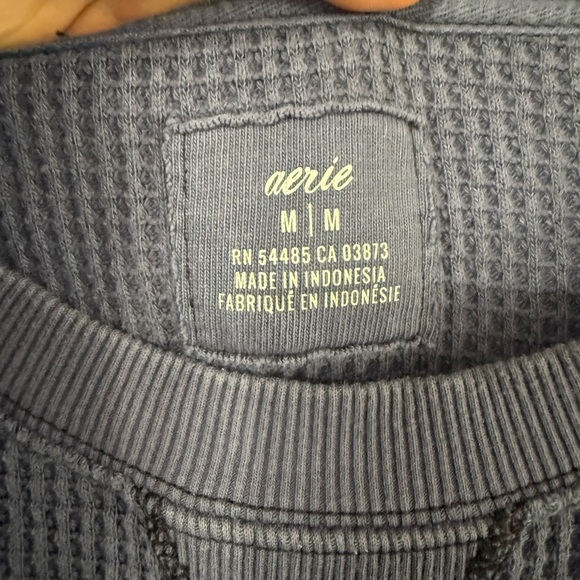 aerie
M | M
RN 54485 CA 03873
MADE IN INDONESIA
FABRIQUÉ EN INDONÉSIE